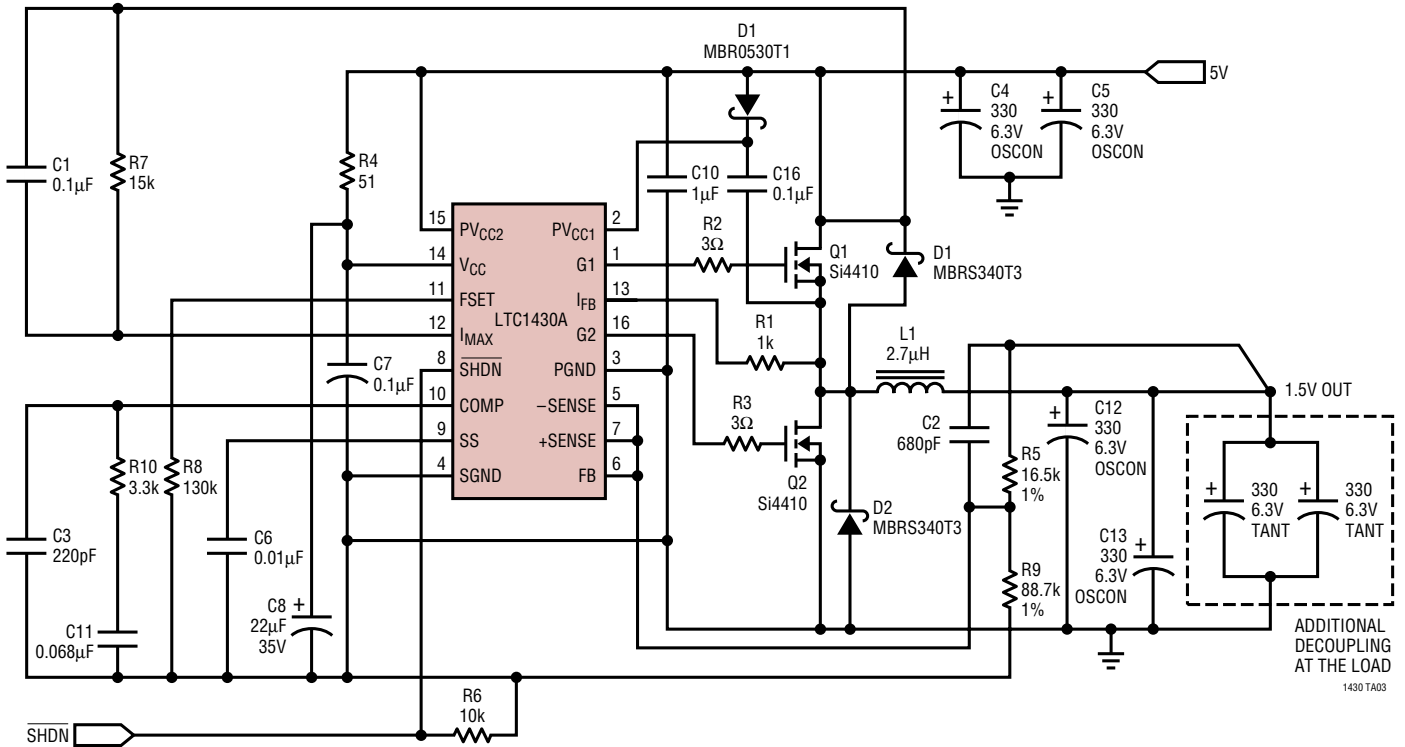 D1
MBR0530T1
5V
C4
330
6.3V
OSCON
C5
330
6.3V
OSCON
C1
0.1µF
R7
15k
R4
51
C10
1µF
C16
0.1µF
15
PVCC2
PVCC1
2
14
VCC
G1
1
11
FSET
IFB
13
LTC1430A
12
IMAX
G2
16
8
SHDN
PGND
3
10
COMP
–SENSE
5
9
SS
+SENSE
7
4
SGND
FB
6
R2
3Ω
Q1
Si4410
D1
MBRS340T3
R1
1k
L1
2.7µH
C7
0.1µF
R3
3Ω
Q2
Si4410
C2
680pF
R5
16.5k
1%
1.5V OUT
C12
330
6.3V
OSCON
330
6.3V
TANT
330
6.3V
TANT
R10
3.3k
R8
130k
C3
220pF
C6
0.01µF
D2
MBRS340T3
C13
330
6.3V
OSCON
R9
88.7k
1%
C8
22µF
35V
C11
0.068µF
ADDITIONAL
DECOUPLING
AT THE LOAD
1430 TA03
R6
10k
SHDN